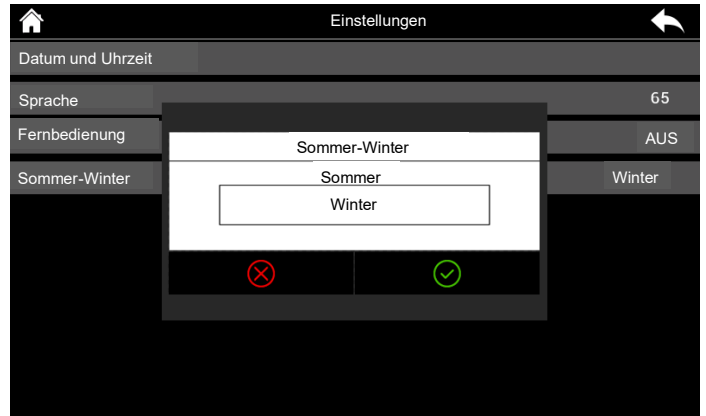 Einstellungen
Datum und Uhrzeit
Sprache 65
Fernbedienung AUS
Sommer-Winter Winter
Sommer-Winter
Sommer
Winter